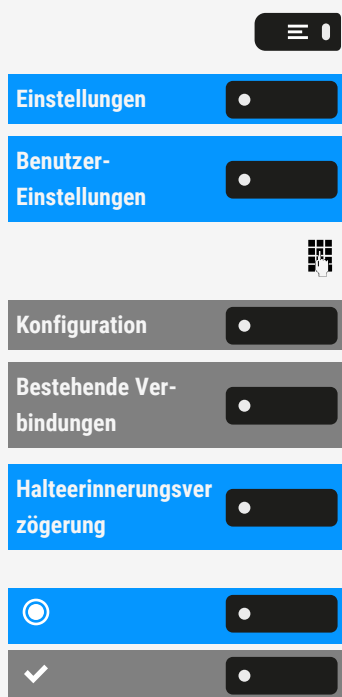 Einstellungen
Benutzer-
Einstellungen
Konfiguration
Bestehende Ver-
bindungen
Halteerinnerungsver
zögerung